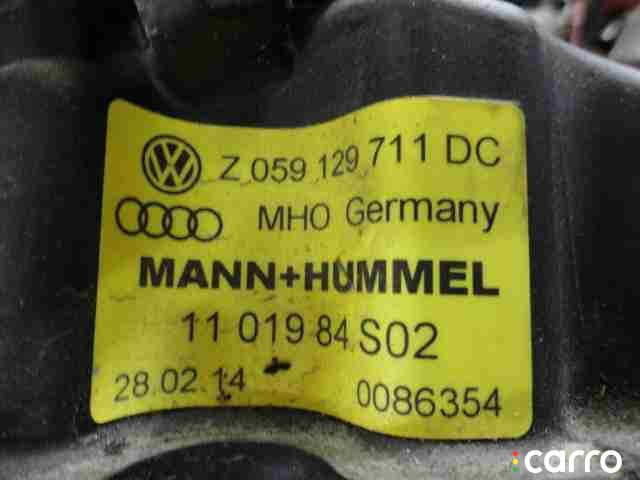 Z 059 129 711 DC
MHO Germany
MANN+HUMMEL
11 019 84 S02
28.02.14 0086354
carro